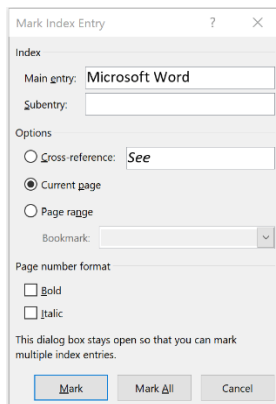 Mark Index Entry ? ×
Index
Main entry: Microsoft Word
Subentry:
Options
Cross-reference: See
Current page
Page range
Bookmark:
Page number format
Bold
Italic
This dialog box stays open so that you can mark
multiple index entries.
Mark Mark All Cancel